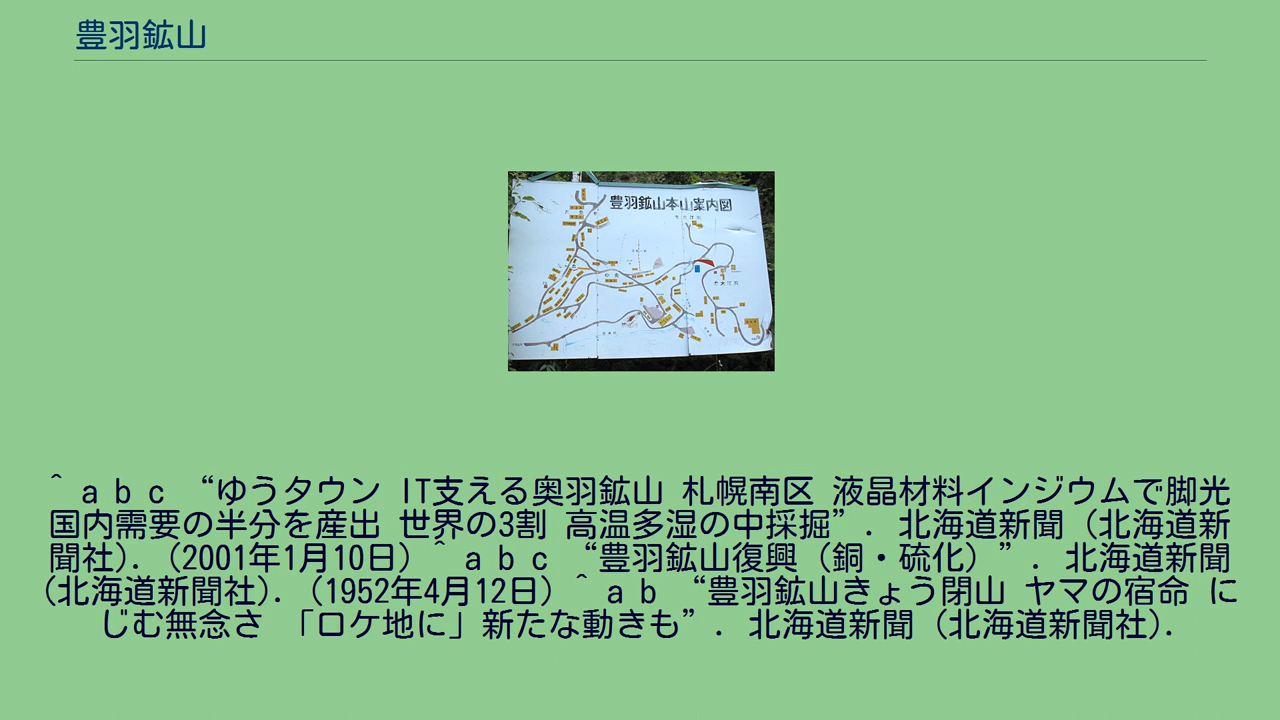 豊羽鉱山
豊羽鉱山本山案内図
^ a b c “ゆうタウン IT支える奥羽鉱山 札幌南区 液晶材料インジウムで脚光
国内需要の半分を産出 世界の3割 高温多湿の中採掘”. 北海道新聞 (北海道新
聞社). (2001年1月10日) ^ a b c “豊羽鉱山復興（銅・硫化）”. 北海道新聞
(北海道新聞社). (1952年4月12日) ^ a b “豊羽鉱山きょう閉山 ヤマの宿命 に
じむ無念さ 「ロケ地に」新たな動きも”. 北海道新聞 (北海道新聞社).